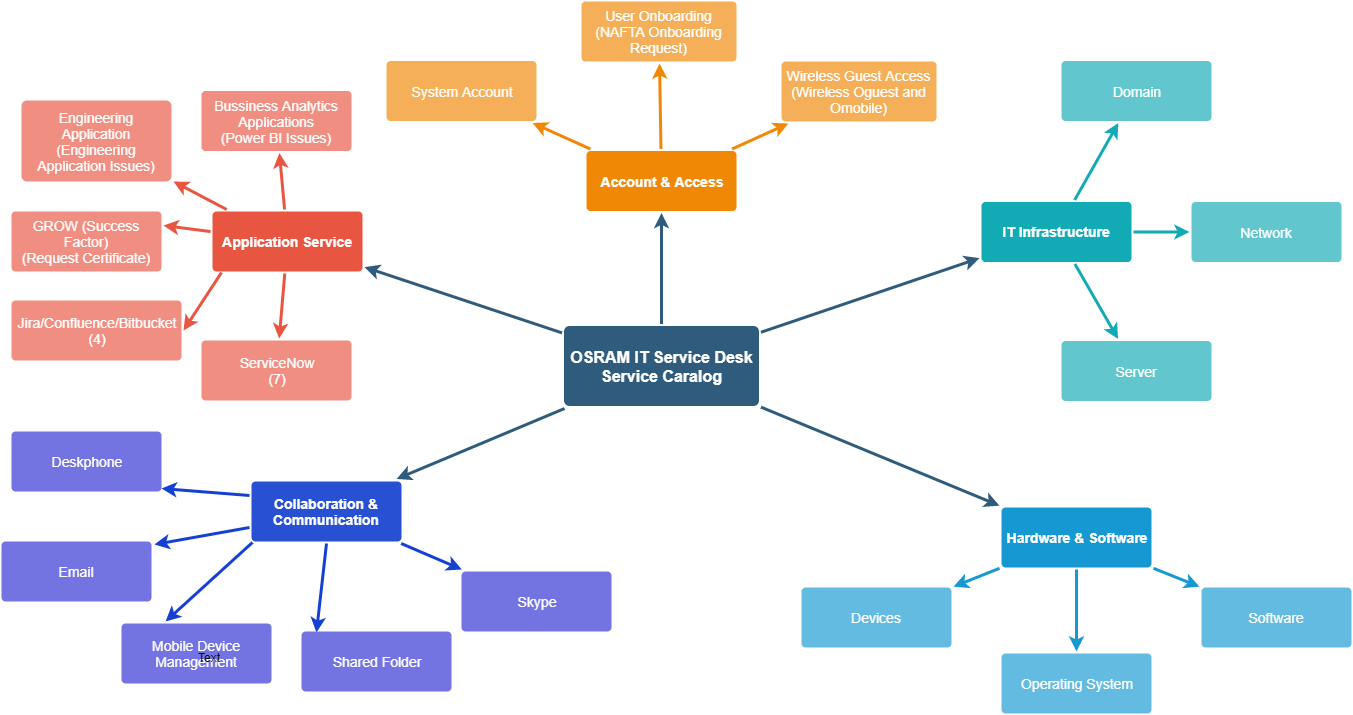 User Onboarding
(NAFTA Onboarding
Request)
System Account
Wireless Guest Access
(Wireless Oguest and
Omobile)
Account & Access
Engineering
Application
(Engineering
Application Issues)
Bussiness Analytics
Applications
(Power BI Issues)
GROW (Success
Factor)
(Request Certificate)
Application Service
Jira/Confluence/Bitbucket
(4)
ServiceNow
(7)
Domain
IT Infrastructure
Network
Server
OSRAM IT Service Desk
Service Caralog
Deskphone
Collaboration &
Communication
Email
Mobile Device
Management
Text
Shared Folder
Skype
Hardware & Software
Devices
Software
Operating System